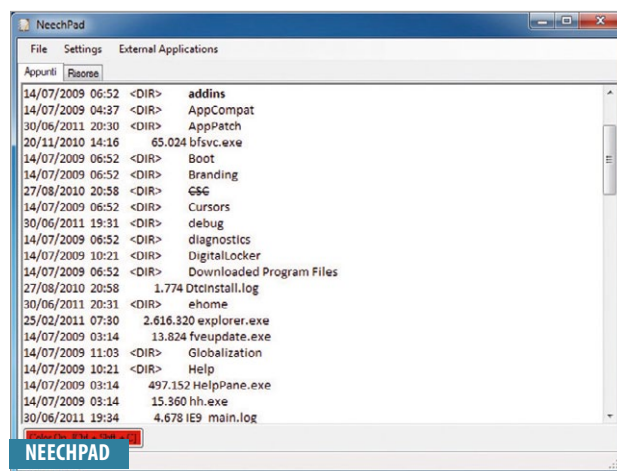 NeechPad
File Settings External Applications
Appunti Risorse
14/07/2009 06:52 <DIR> addins
14/07/2009 04:37 <DIR> AppCompat
30/06/2011 20:30 <DIR> AppPatch
20/11/2010 14:16 65.024 bfsvc.exe
14/07/2009 06:52 <DIR> Boot
14/07/2009 06:52 <DIR> Branding
27/08/2010 20:58 <DIR> CSC
14/07/2009 06:52 <DIR> Cursors
30/06/2011 19:31 <DIR> debug
14/07/2009 06:52 <DIR> diagnostics
14/07/2009 10:21 <DIR> DigitalLocker
14/07/2009 06:52 <DIR> Downloaded Program Files
27/08/2010 20:58 1.774 DtcInstall.log
30/06/2011 20:31 <DIR> ehome
25/02/2011 07:30 2.616.320 explorer.exe
14/07/2009 03:14 13.824 fveupdate.exe
14/07/2009 11:03 <DIR> Globalization
14/07/2009 10:21 <DIR> Help
14/07/2009 03:14 497.152 HelpPane.exe
14/07/2009 03:14 15.360 hh.exe
30/06/2011 19:34 4.678 IE9_main.log
Color On [Ctrl + Shift + C]
NEECHPAD